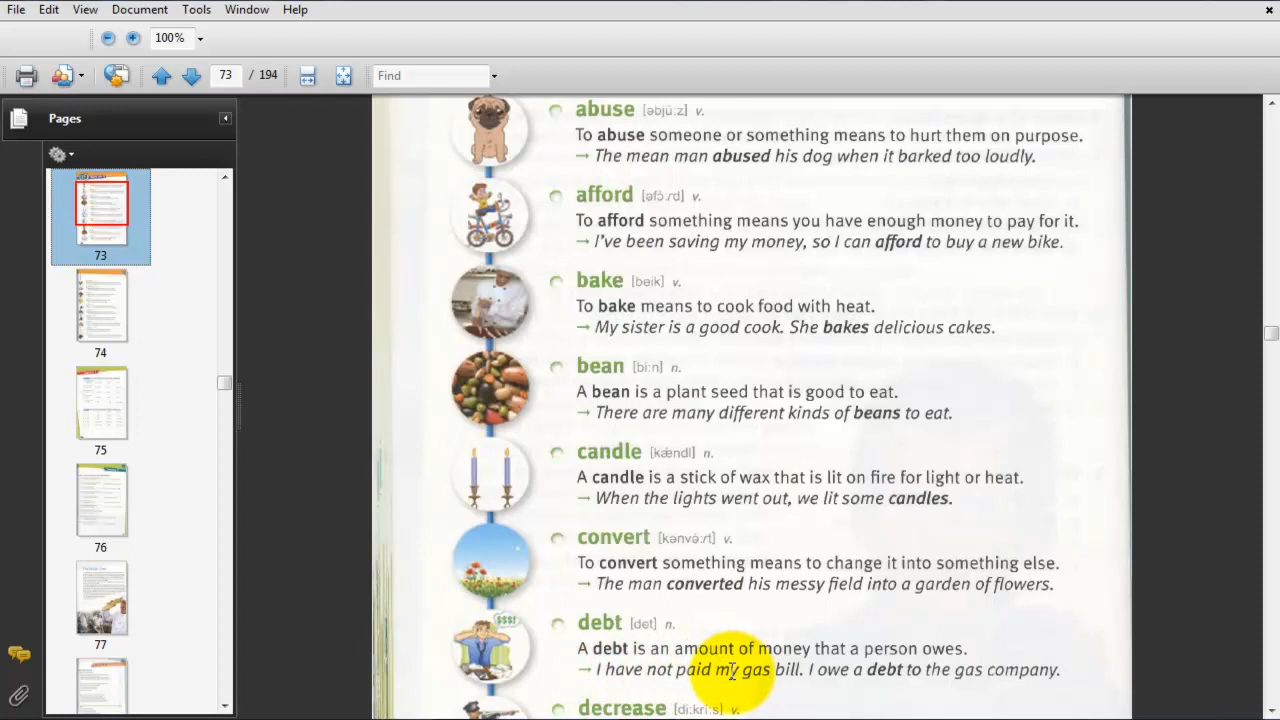 File Edit View Document Tools Window Help
100%
73 / 194 Find
Pages
73
74
75
76
77
abuse [əbjúːz] v.
To abuse someone or something means to hurt them on purpose.
→ The mean man abused his dog when it barked too loudly.
afford [əfɔ́ːrd] v.
To afford something means you have enough money to pay for it.
→ I've been saving my money, so I can afford to buy a new bike.
bake [beik] v.
To bake means to cook food with heat.
→ My sister is a good cook. She bakes delicious cakes.
bean [biːn] n.
A bean is a plant seed that is good to eat.
→ There are many different kinds of beans to eat.
candle [kǽndl] n.
A candle is a stick of wax that is lit on fire for light or heat.
→ When the lights went out, we lit some candles.
convert [kənvə́ːrt] v.
To convert something means to change it into something else.
→ The man converted his messy field into a garden of flowers.
$$$$
debt [det] n.
A debt is an amount of money that a person owes.
→ I have not paid my gas I owe a debt to the gas company.
decrease [diːkríːs] v.